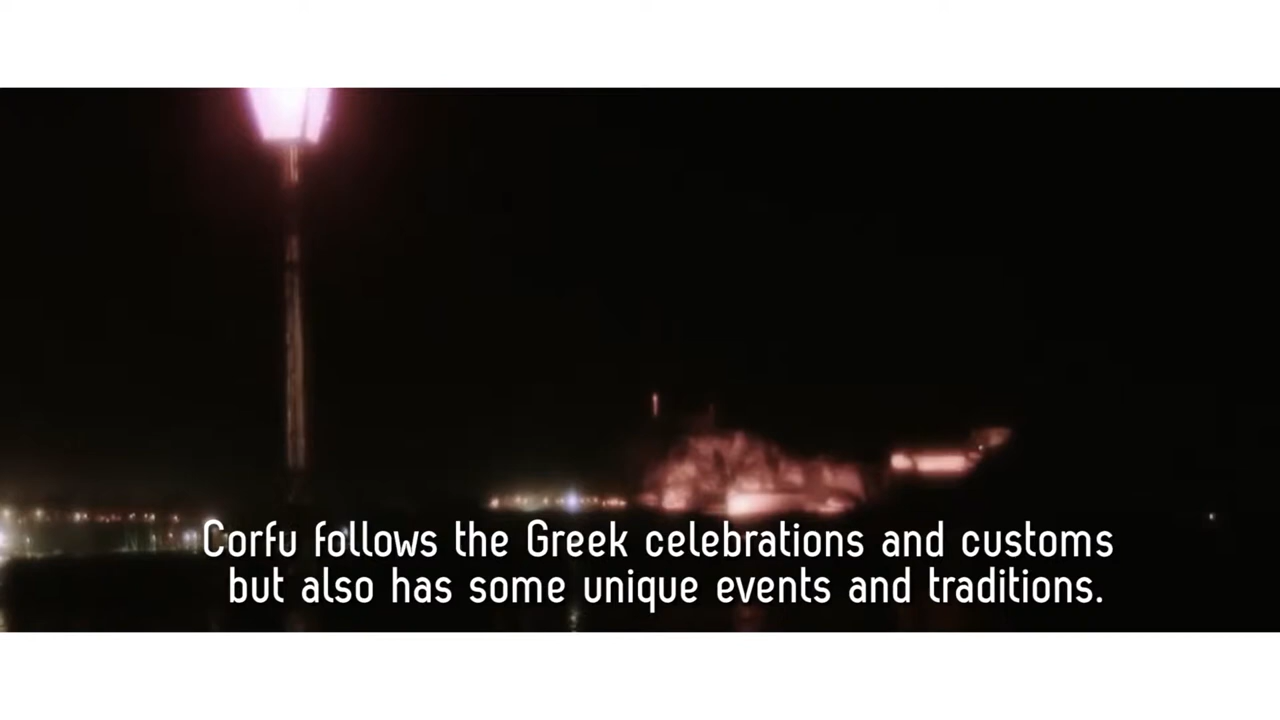 Corfu follows the Greek celebrations and customs
but also has some unique events and traditions.